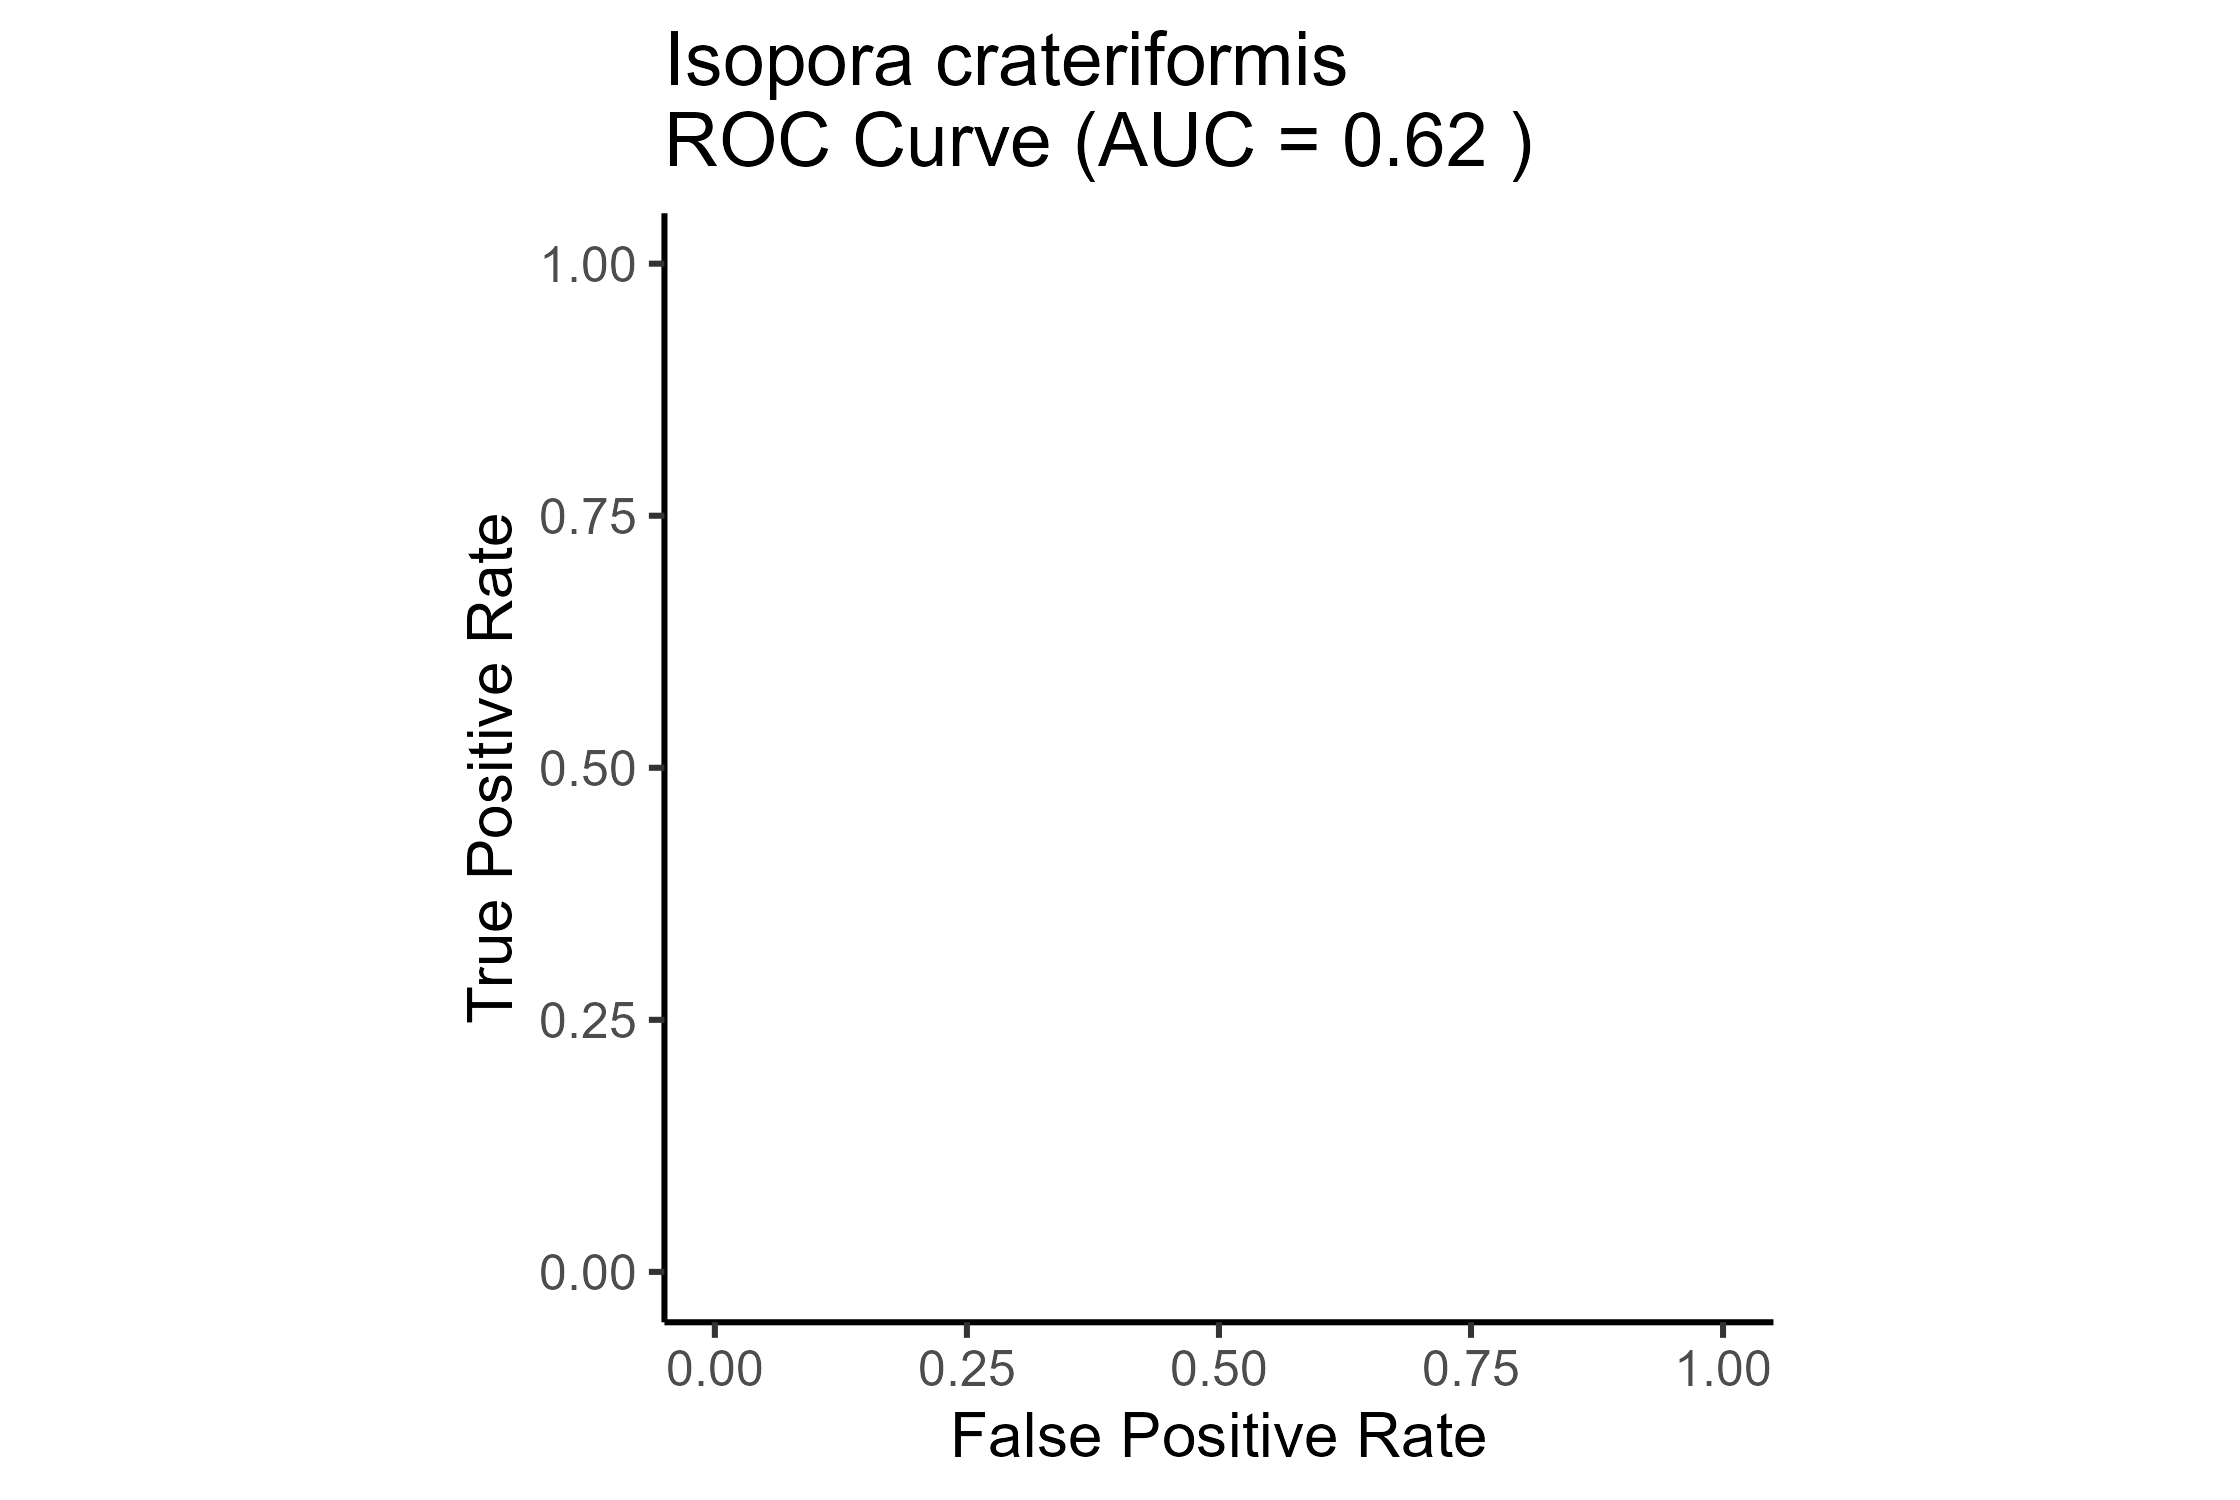 Isopora crateriformis
ROC Curve (AUC = 0.62 )
True Positive Rate
1.00
0.75
0.50
0.25
0.00
0.00 0.25 0.50 0.75 1.00
False Positive Rate